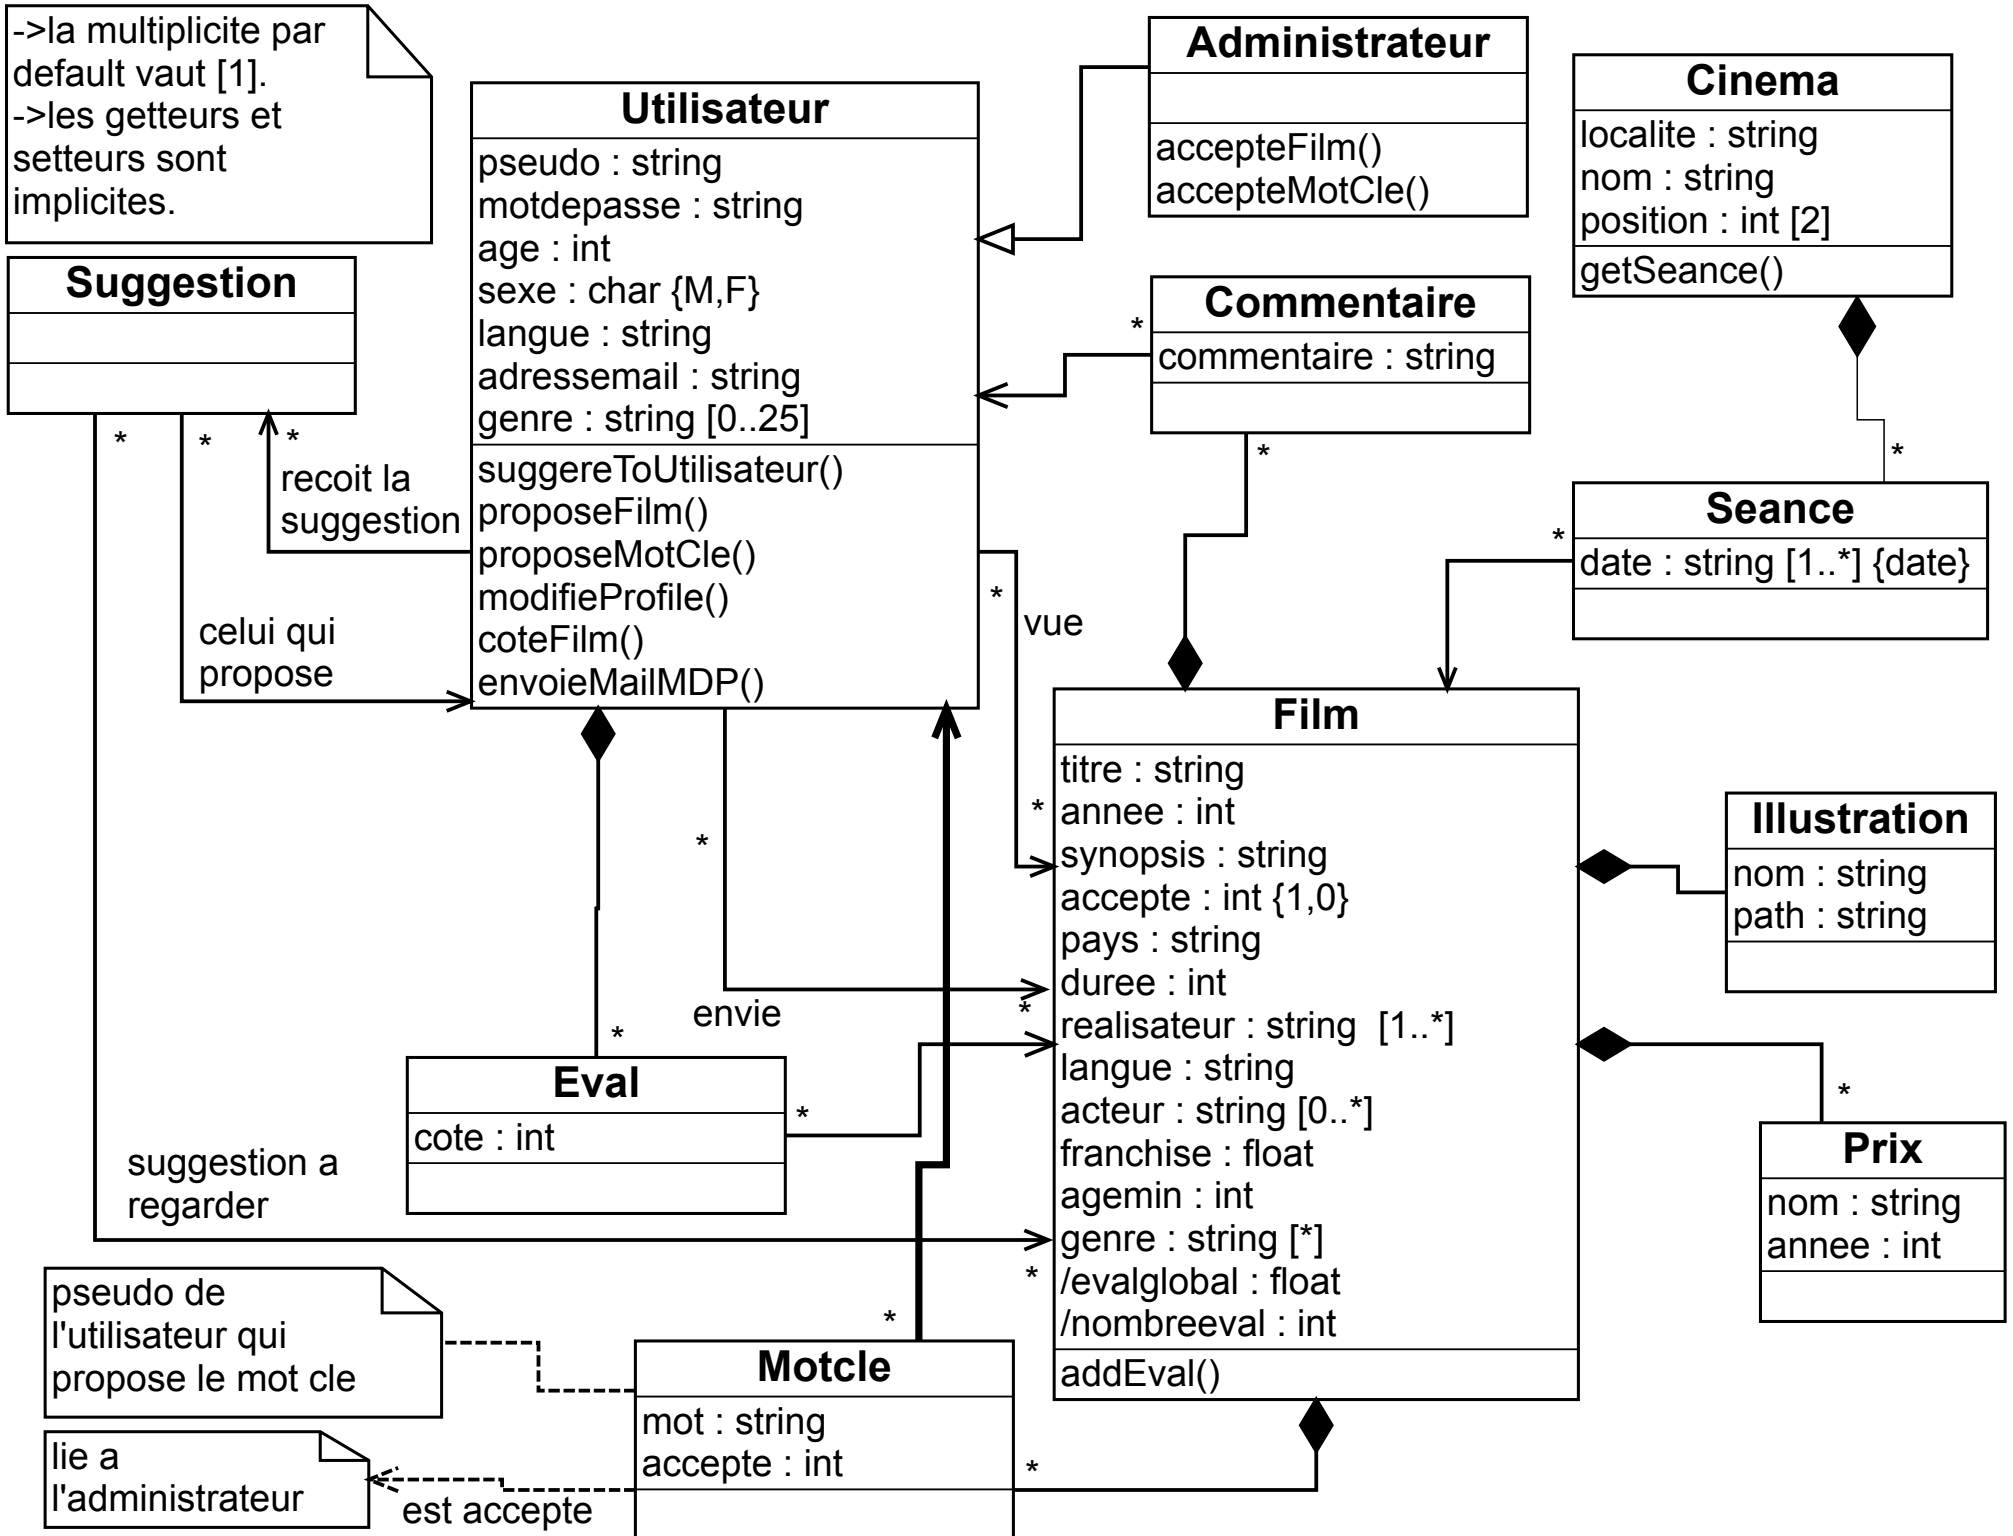 ->la multiplicite par
default vaut [1].
->les getteurs et
setteurs sont
implicites.
Suggestion
*
*
*
recoit la
suggestion
celui qui
propose
suggestion a
regarder
Utilisateur
pseudo : string
motdepasse : string
age : int
sexe : char {M,F}
langue : string
adressemail : string
genre : string [0..25]
suggereToUtilisateur()
proposeFilm()
proposeMotCle()
modifieProfile()
coteFilm()
envoieMailMDP()
Administrateur
accepteFilm()
accepteMotCle()
Commentaire
*
commentaire : string
*
Cinema
localite : string
nom : string
position : int [2]
getSeance()
*
Seance
*
date : string [1..*] {date}
*
vue
*
*
envie
*
Film
titre : string
annee : int
synopsis : string
accepte : int {1,0}
pays : string
duree : int
realisateur : string  [1..*]
langue : string
acteur : string [0..*]
franchise : float
agemin : int
genre : string [*]
/evalglobal : float
/nombreeval : int
addEval()
*
Illustration
nom : string
path : string
*
Prix
nom : string
annee : int
*
Eval
cote : int
*
pseudo de
l'utilisateur qui
propose le mot cle
lie a
l'administrateur
est accepte
*
Motcle
mot : string
accepte : int
*